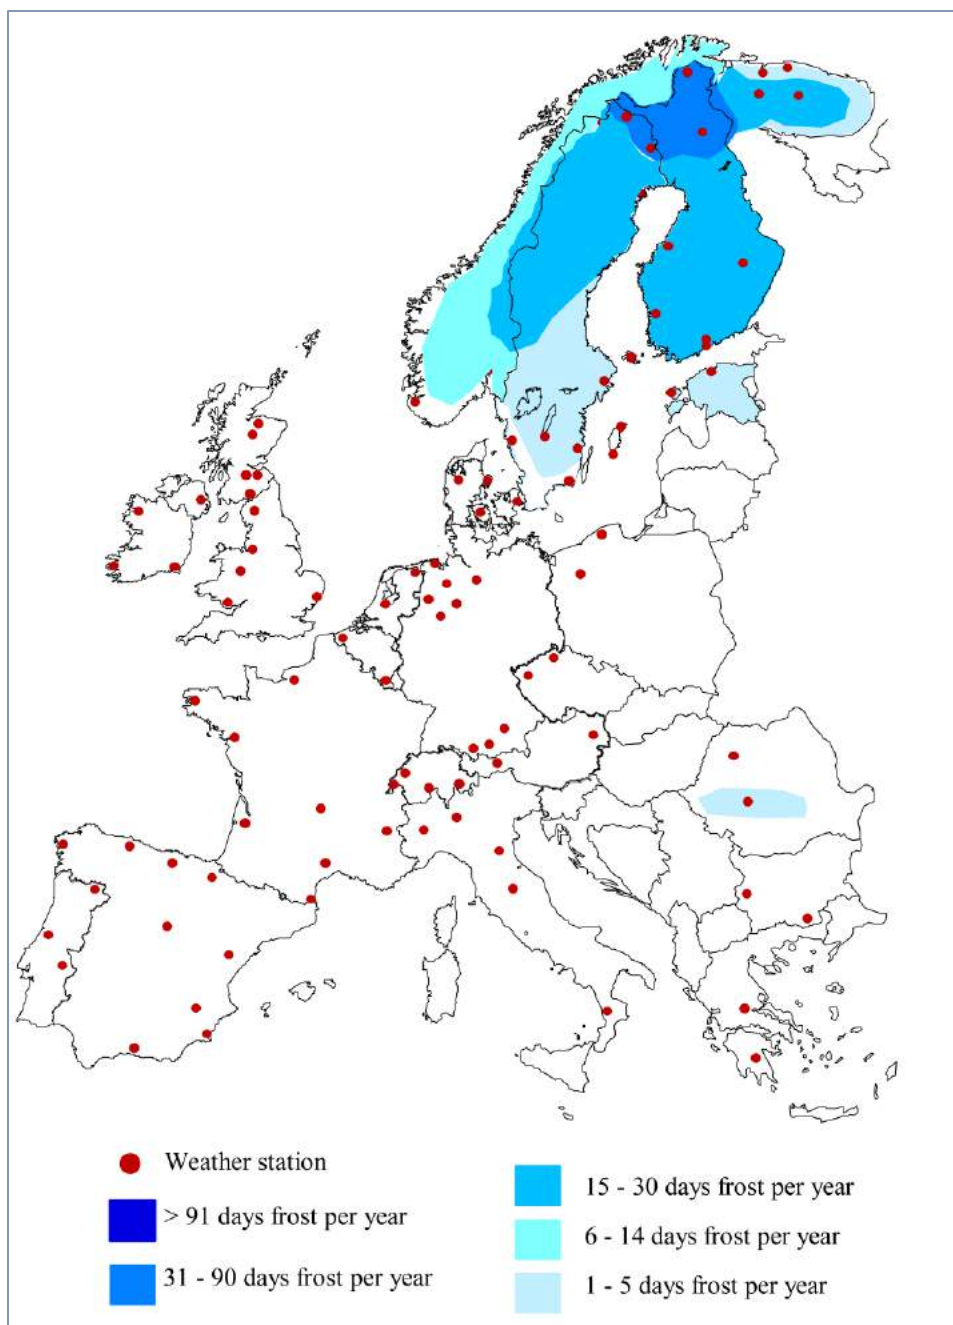 Weather station
> 91 days frost per year
31 - 90 days frost per year
15 - 30 days frost per year
6 - 14 days frost per year
1 - 5 days frost per year